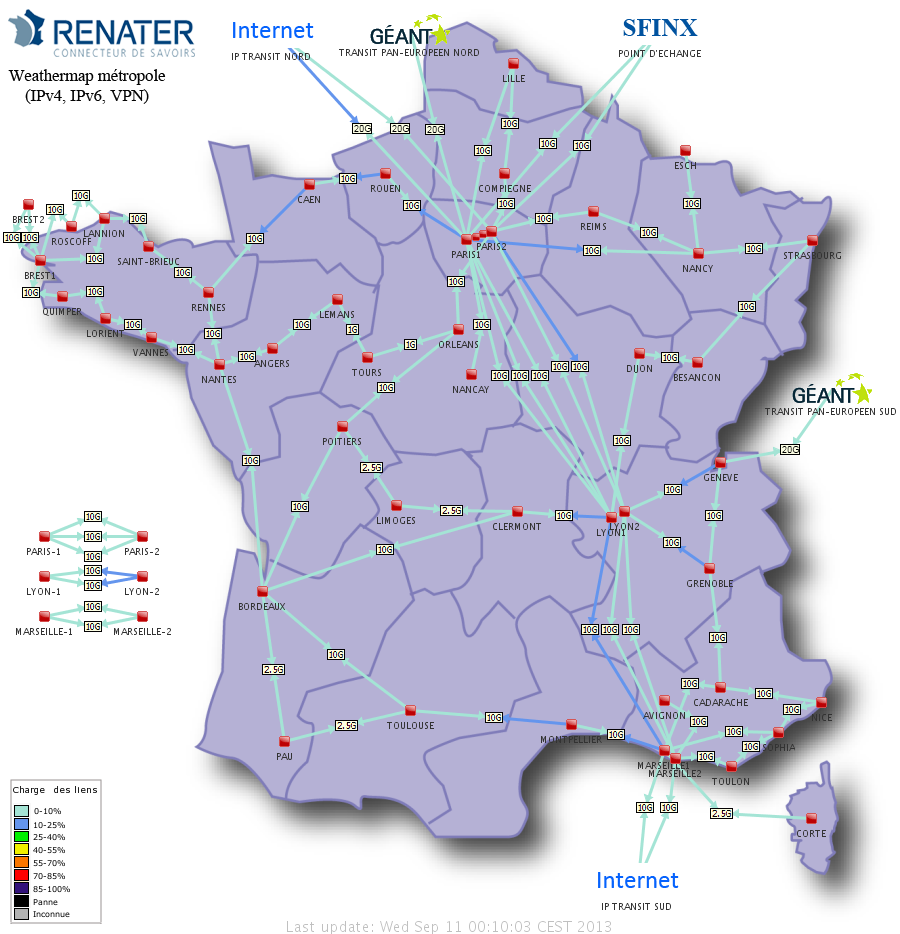 RENATER
CONNECTEUR DE SAVOIRS
Weathermap métropole
(IPv4, IPv6, VPN)
Internet
IP TRANSIT NORD
GÉANT
TRANSIT PAN-EUROPEEN NORD
SFINX
POINT D'ECHANGE
LILLE
20G
20G
20G
10G
10G
10G
10G
ESCH
CAEN
10G
ROUEN
COMPIEGNE
10G
10G
10G
REIMS
10G
10G
BREST2
10G
10G
ROSCOFF
LANNION
10G
10G
10G
BREST1
10G
SAINT-BRIEUC
10G
10G
PARIS1
PARIS2
10G
NANCY
10G
STRASBOURG
10G
QUIMPER
10G
LORIENT
10G
VANNES
10G
RENNES
10G
NANTES
10G
ANGERS
10G
LEMANS
1G
TOURS
1G
ORLEANS
10G
10G
NANCAY
10G
10G
10G
10G
10G
10G
DIJON
10G
BESANCON
10G
GÉANT
TRANSIT PAN-EUROPEEN SUD
20G
POITIERS
10G
10G
2.5G
10G
LIMOGES
2.5G
CLERMONT
10G
LYON1
LYON2
10G
10G
GENEVE
10G
10G
GRENOBLE
10G
PARIS-1
10G
10G
10G
PARIS-2
LYON-1
10G
10G
LYON-2
MARSEILLE-1
10G
10G
MARSEILLE-2
BORDEAUX
10G
10G
2.5G
PAU
2.5G
TOULOUSE
10G
MONTPELLIER
10G
10G
10G
10G
10G
AVIGNON
10G
10G
CADARACHE
10G
10G
NICE
10G
SOPHIA
10G
10G
TOULON
MARSEILLE1
MARSEILLE2
10G
10G
2.5G
CORTE
Internet
IP TRANSIT SUD
Charge des liens
0-10%
10-25%
25-40%
40-55%
55-70%
70-85%
85-100%
Panne
Inconnue
Last update: Wed Sep 11 00:10:03 CEST 2013